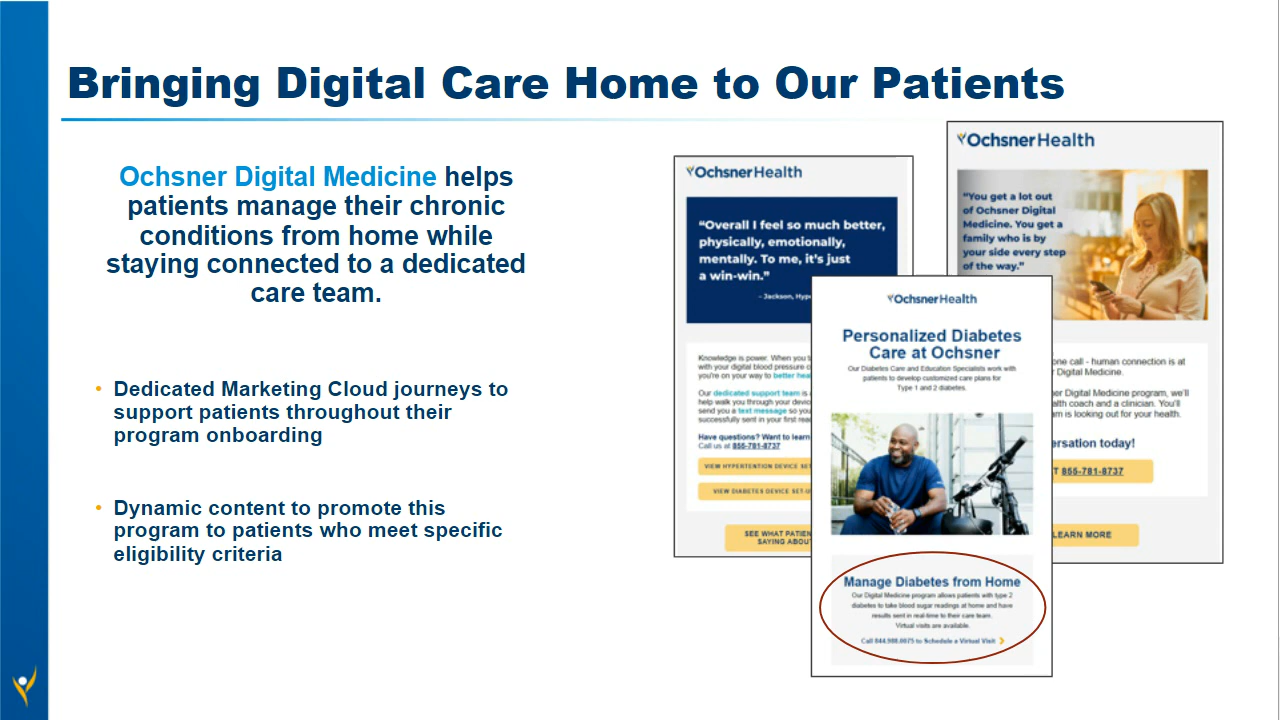 Bringing Digital Care Home to Our Patients
Ochsner Digital Medicine helps
patients manage their chronic
conditions from home while
staying connected to a dedicated
care team.
• Dedicated Marketing Cloud journeys to
support patients throughout their
program onboarding
• Dynamic content to promote this
program to patients who meet specific
eligibility criteria
OchsnerHealth
“Overall I feel so much better,
physically, emotionally,
mentally. To me, it’s just
a win-win.”
- Jackson,
Knowledge is power. When you
with your digital blood pressure
you're on your way to better
Our dedicated support team is
help walk you through your
send you a text message so you
successfully sent in your first
Have questions? Want to learn
Call us at 855-781-8737
VIEW HYPERTENTION DEVICE
VIEW DIABETES DEVICE
SEE WHAT
SAYING
OchsnerHealth
Personalized Diabetes
Care at Ochsner
Our Diabetes Care and Education Specialists work with
patients to develop customized care plans for
Type 1 and 2 diabetes.
Manage Diabetes from Home
Our Digital Medicine program allows patients with type 2
diabetes to take blood sugar readings at home and have
results sent in real-time to their care team.
Virtual visits are available.
Call 844.988.0075 to Schedule a Virtual Visit
OchsnerHealth
“You get a lot out
of Ochsner Digital
Medicine. You get a
family who is by
your side every step
of the way.”
one call - human connection is at
Digital Medicine.
Digital Medicine program, we’ll
coach and a clinician. You’ll
is looking out for your health.
today!
855-781-8737
LEARN MORE